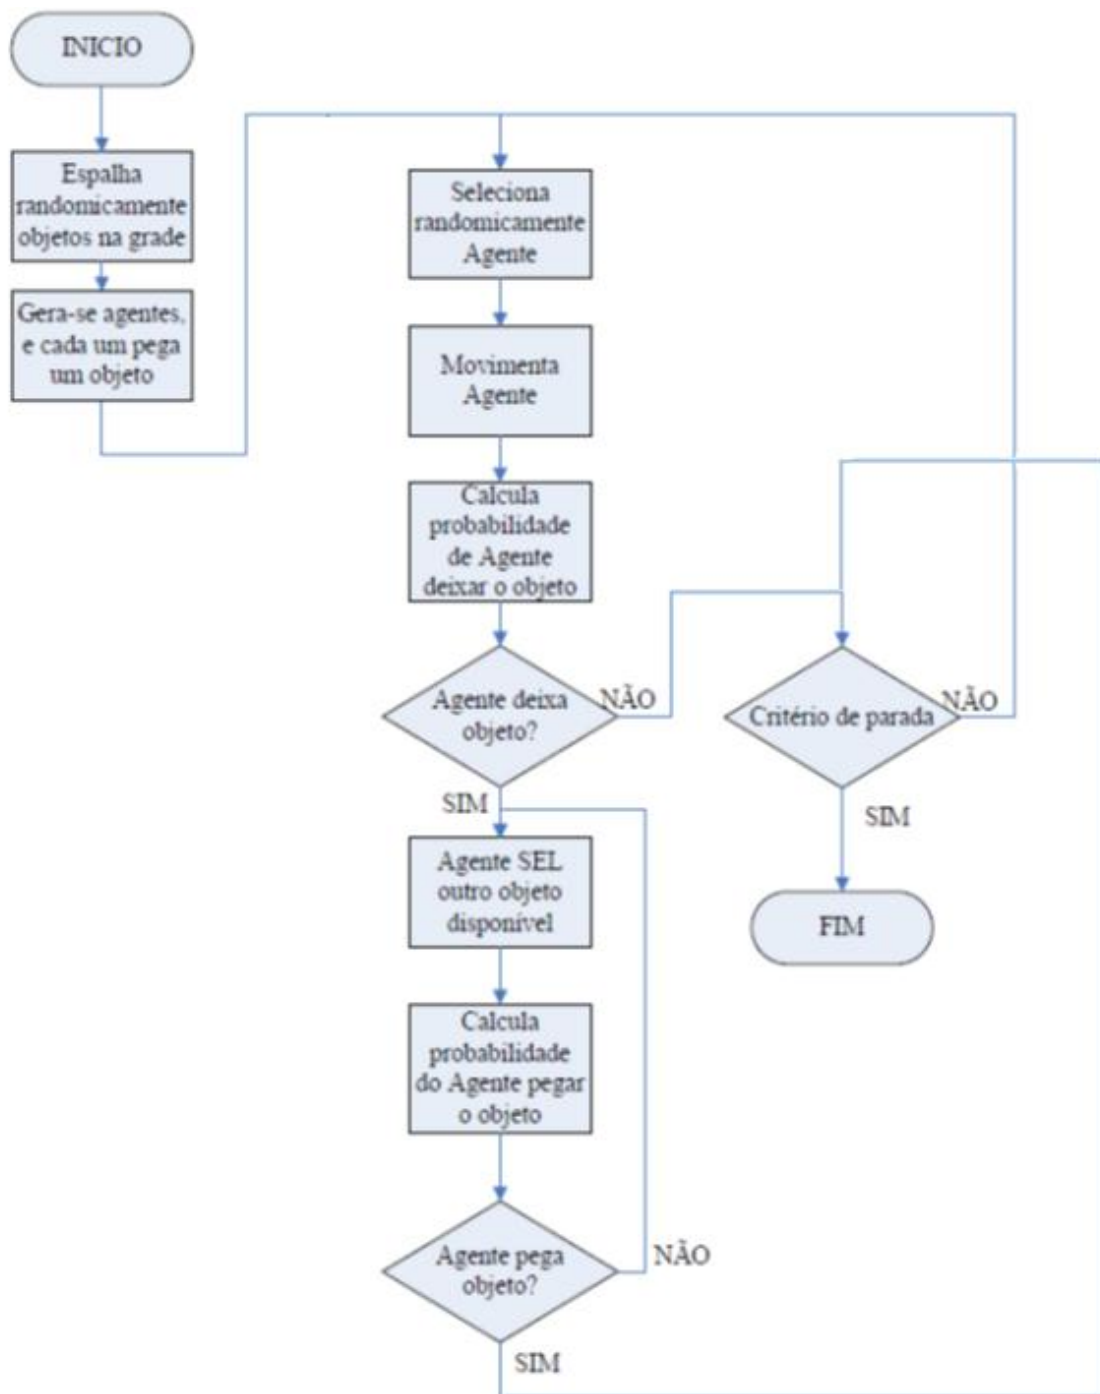 INICIO
Espalha
randomicamente
objetos na grade
Gera-se agentes,
e cada um pega
um objeto
Seleciona
randomicamente
Agente
Movimenta
Agente
Calcula
probabilidade
de Agente
deixar o objeto
Agente deixa
objeto?
NÃO
SIM
Critério de parada
NÃO
SIM
FIM
Agente SEL
outro objeto
disponível
Calcula
probabilidade
do Agente pegar
o objeto
Agente pega
objeto?
NÃO
SIM